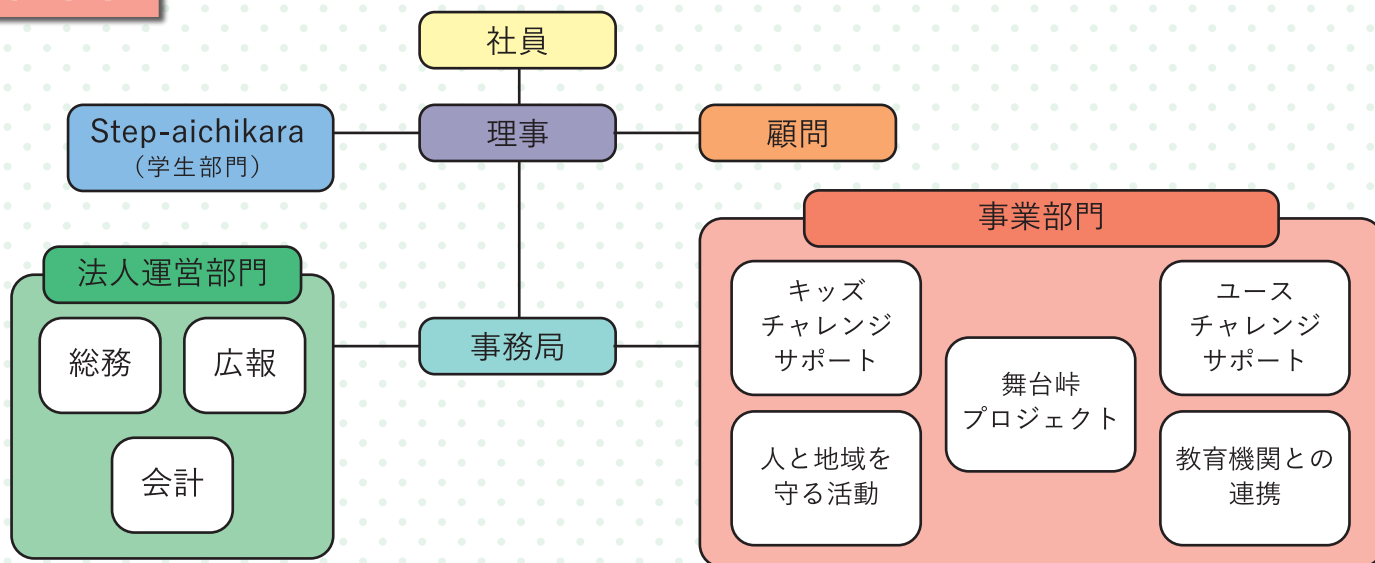 社員
Step-aichikara
（学生部門）
理事
顧問
事業部門
法人運営部門
総務
広報
会計
事務局
キッズ
チャレンジ
サポート
ユース
チャレンジ
サポート
舞台峠
プロジェクト
人と地域を
守る活動
教育機関との
連携